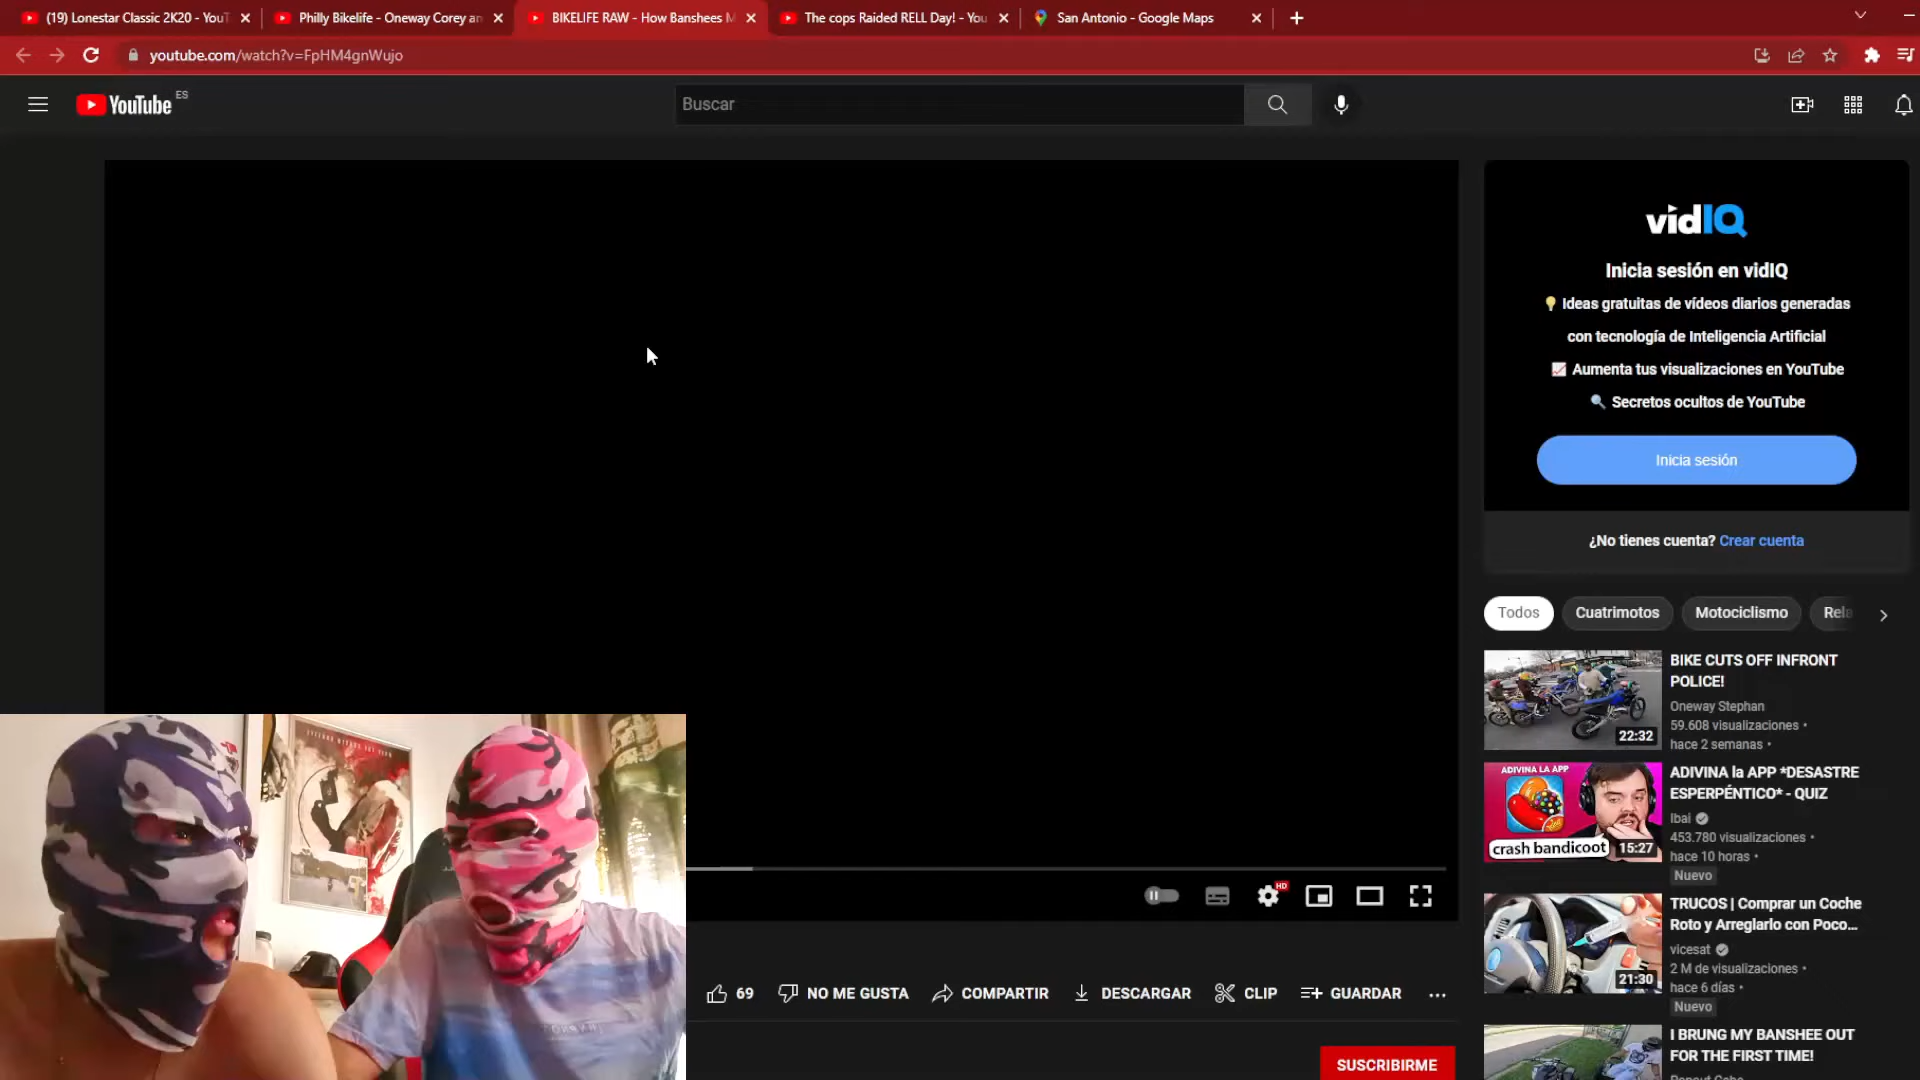 (19) Lonestar Classic 2K20 - YouT
Philly Bikelife - Oneway Corey an
BIKELIFE RAW - How Banshees M
The cops Raided RELL Day! - You
San Antonio - Google Maps
youtube.com/watch?v=FpHM4gnWujo
YouTube ES
Buscar
vidIQ
Inicia sesión en vidIQ
💡 Ideas gratuitas de vídeos diarios generadas
con tecnología de Inteligencia Artificial
📈 Aumenta tus visualizaciones en YouTube
🔍 Secretos ocultos de YouTube
Inicia sesión
¿No tienes cuenta? Crear cuenta
Todos Cuatrimotos Motociclismo Rela
BIKE CUTS OFF INFRONT
POLICE!
Oneway Stephan
59.608 visualizaciones •
hace 2 semanas •
22:32
ADIVINA LA APP
crash bandicoot
15:27
ADIVINA la APP *DESASTRE
ESPERPÉNTICO* - QUIZ
Ibai
453.780 visualizaciones •
hace 10 horas •
Nuevo
21:30
TRUCOS | Comprar un Coche
Roto y Arreglarlo con Poco...
vicesat
2 M de visualizaciones •
hace 6 días •
Nuevo
I BRUNG MY BANSHEE OUT
FOR THE FIRST TIME!
HD
69 NO ME GUSTA COMPARTIR DESCARGAR CLIP GUARDAR ...
SUSCRIBIRME